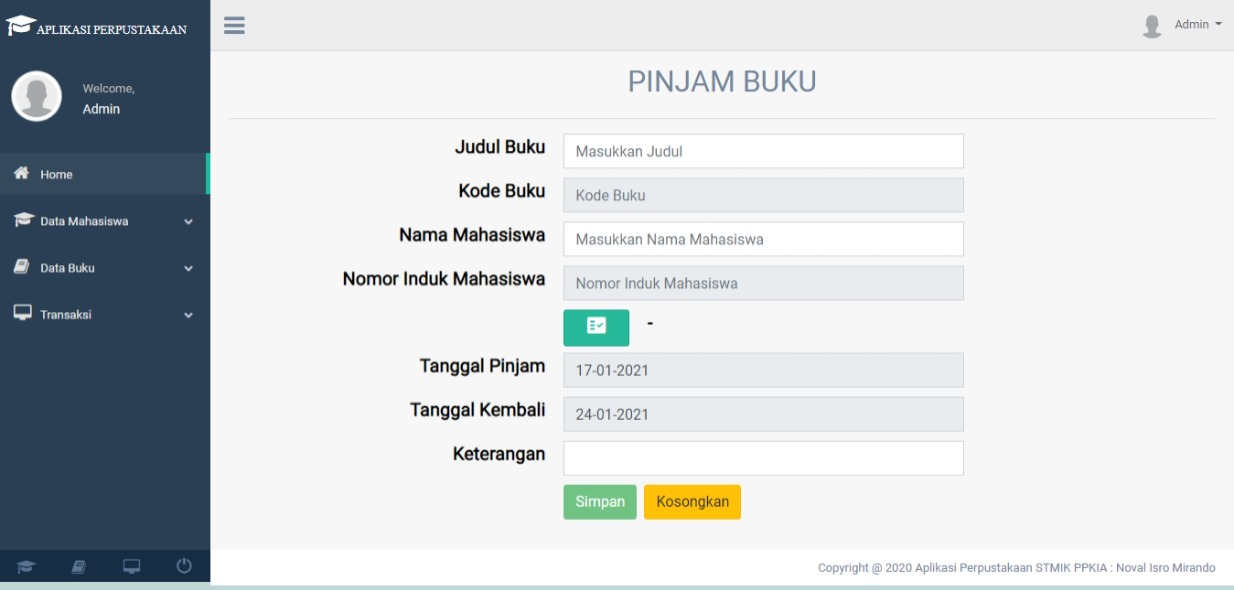 APLIKASI PERPUSTAKAAN
Admin
Welcome,
Admin
Home
Data Mahasiswa
Data Buku
Transaksi
PINJAM BUKU
Judul Buku Masukkan Judul
Kode Buku Kode Buku
Nama Mahasiswa Masukkan Nama Mahasiswa
Nomor Induk Mahasiswa Nomor Induk Mahasiswa
-
Tanggal Pinjam 17-01-2021
Tanggal Kembali 24-01-2021
Keterangan
Simpan Kosongkan
Copyright @ 2020 Aplikasi Perpustakaan STMIK PPKIA : Noval Isro Mirando